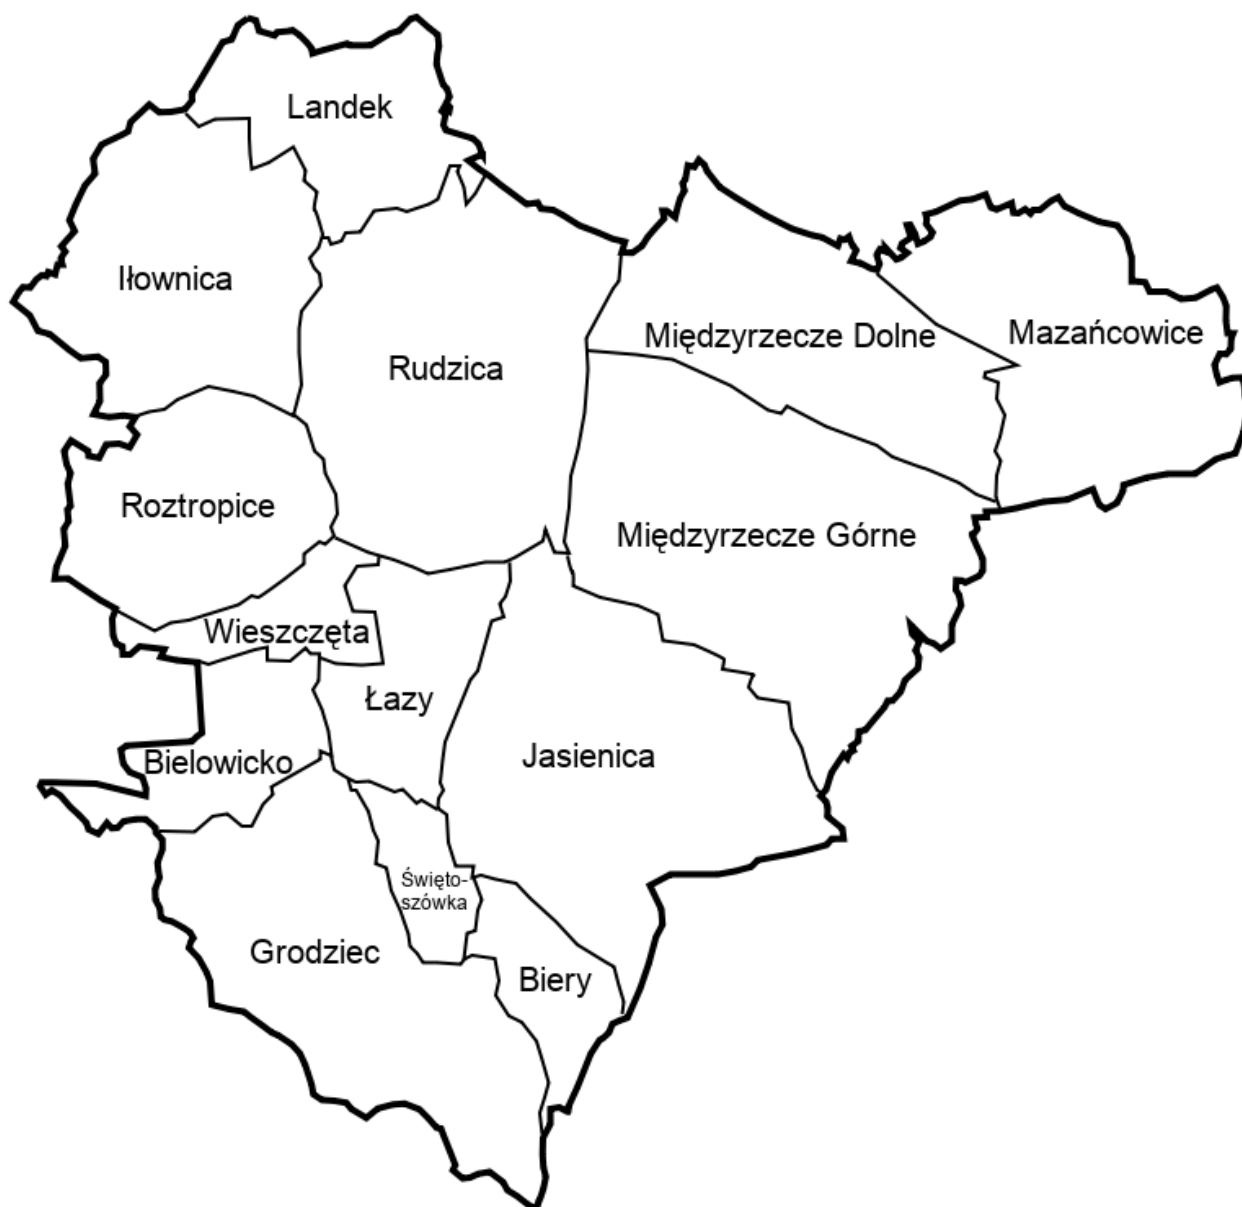 Landek
Iłownica
Międzyrzecze Dolne
Mazańcowice
Rudzica
Roztropice
Międzyrzecze Górne
Wieszczęta
Łazy
Bielowicko
Jasienica
Święto-
szówka
Grodziec
Biery